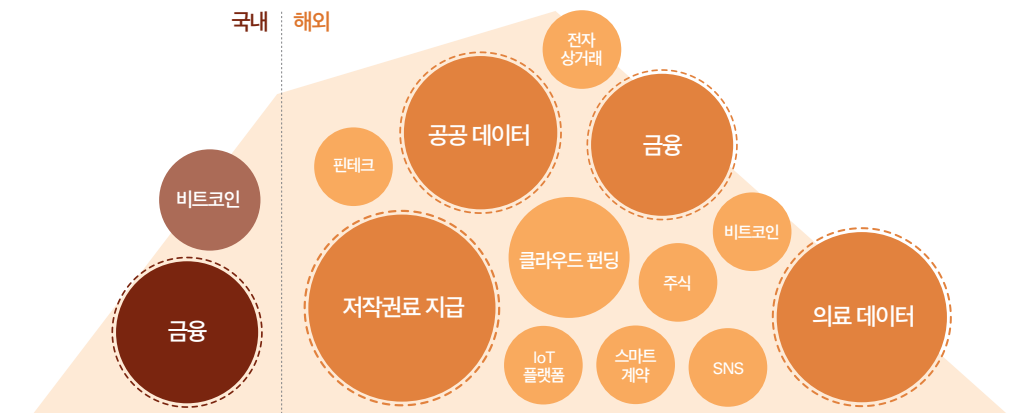 국내
해외
비트코인
금융
전자
상거래
공공 데이터
금융
핀테크
비트코인
클라우드 펀딩
주식
저작권료 지급
의료 데이터
IoT
플랫폼
스마트
계약
SNS